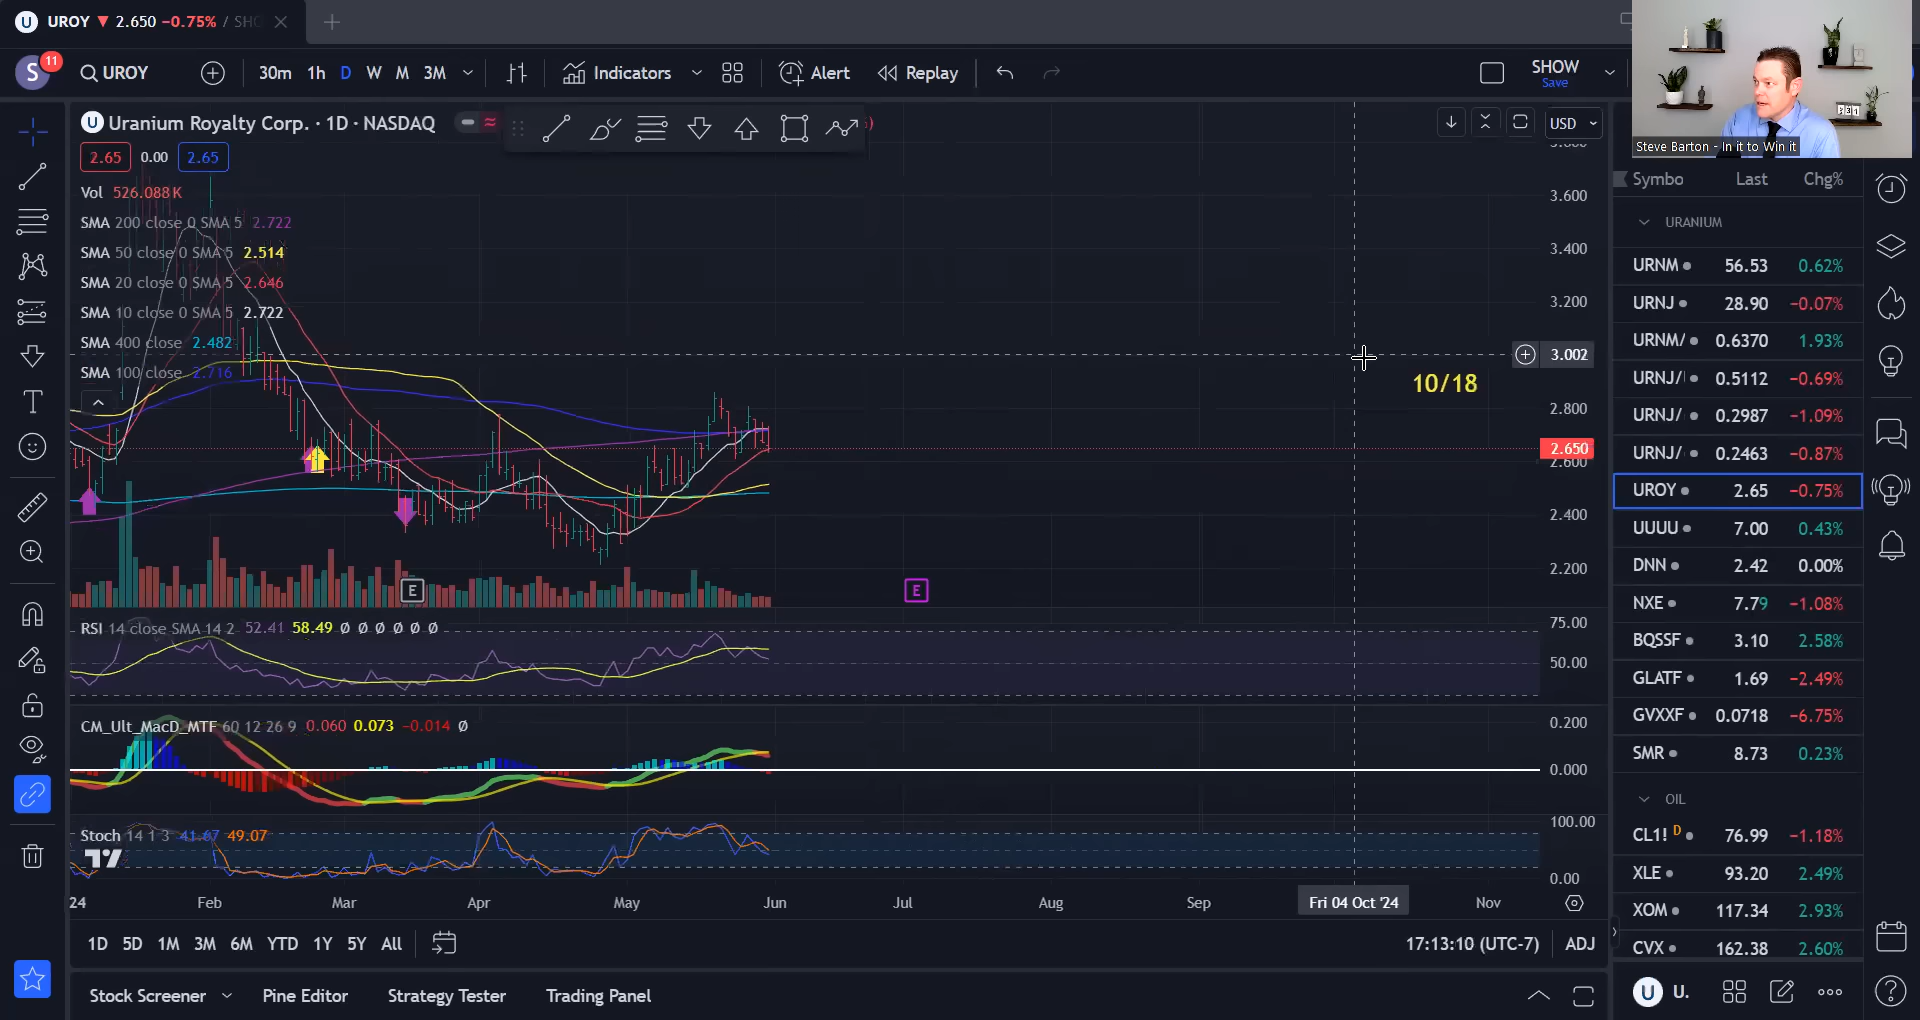 U UROY ▼ 2.650 −0.75% / SHO
S 11 UROY 30m 1h D W M 3M Indicators Alert Replay SHOW Save
U Uranium Royalty Corp. · 1D · NASDAQ USD
2.65 0.00 2.65
Vol 526.088K
SMA 200 close 0 SMA 5 2.722
SMA 50 close 0 SMA 5 2.514
SMA 20 close 0 SMA 5 2.646
SMA 10 close 0 SMA 5 2.722
SMA 400 close 2.482
SMA 100 close 2.716
3.600
3.400
3.200
3.002
10/18
2.800
2.650
2.600
2.400
2.200
E E
RSI 14 close SMA 14 2 52.41 58.49 Ø Ø Ø Ø Ø Ø 75.00
50.00
CM_Ult_MacD_MTF 60 12 26 9 0.060 0.073 −0.014 Ø 0.200
0.000
Stoch 14 1 3 41.67 49.07 100.00
0.00
24 Feb Mar Apr May Jun Jul Aug Sep Fri 04 Oct '24 Nov
1D 5D 1M 3M 6M YTD 1Y 5Y All 17:13:10 (UTC-7) ADJ
Stock Screener Pine Editor Strategy Tester Trading Panel
231
Steve Barton - In it to Win it
Symbo Last Chg%
URANIUM
URNM 56.53 0.62%
URNJ 28.90 −0.07%
URNM/ 0.6370 1.93%
URNJ/ 0.5112 −0.69%
URNJ/ 0.2987 −1.09%
URNJ/ 0.2463 −0.87%
UROY 2.65 −0.75%
UUUU 7.00 0.43%
DNN 2.42 0.00%
NXE 7.79 −1.08%
BQSSF 3.10 2.58%
GLATF 1.69 −2.49%
GVXXF 0.0718 −6.75%
SMR 8.73 0.23%
OIL
CL1! D 76.99 −1.18%
XLE 93.20 2.49%
XOM 117.34 2.93%
CVX 162.38 2.60%
U U.